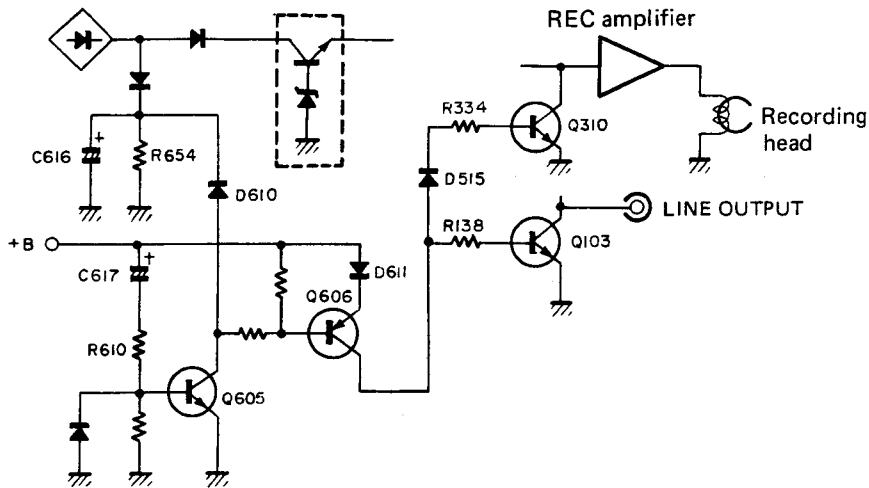 REC amplifier
R334
Q310
Recording
head
C616
+
R654
D610
D515
R138
LINE OUTPUT
Q103
+B
+
C617
D611
Q606
R610
Q605